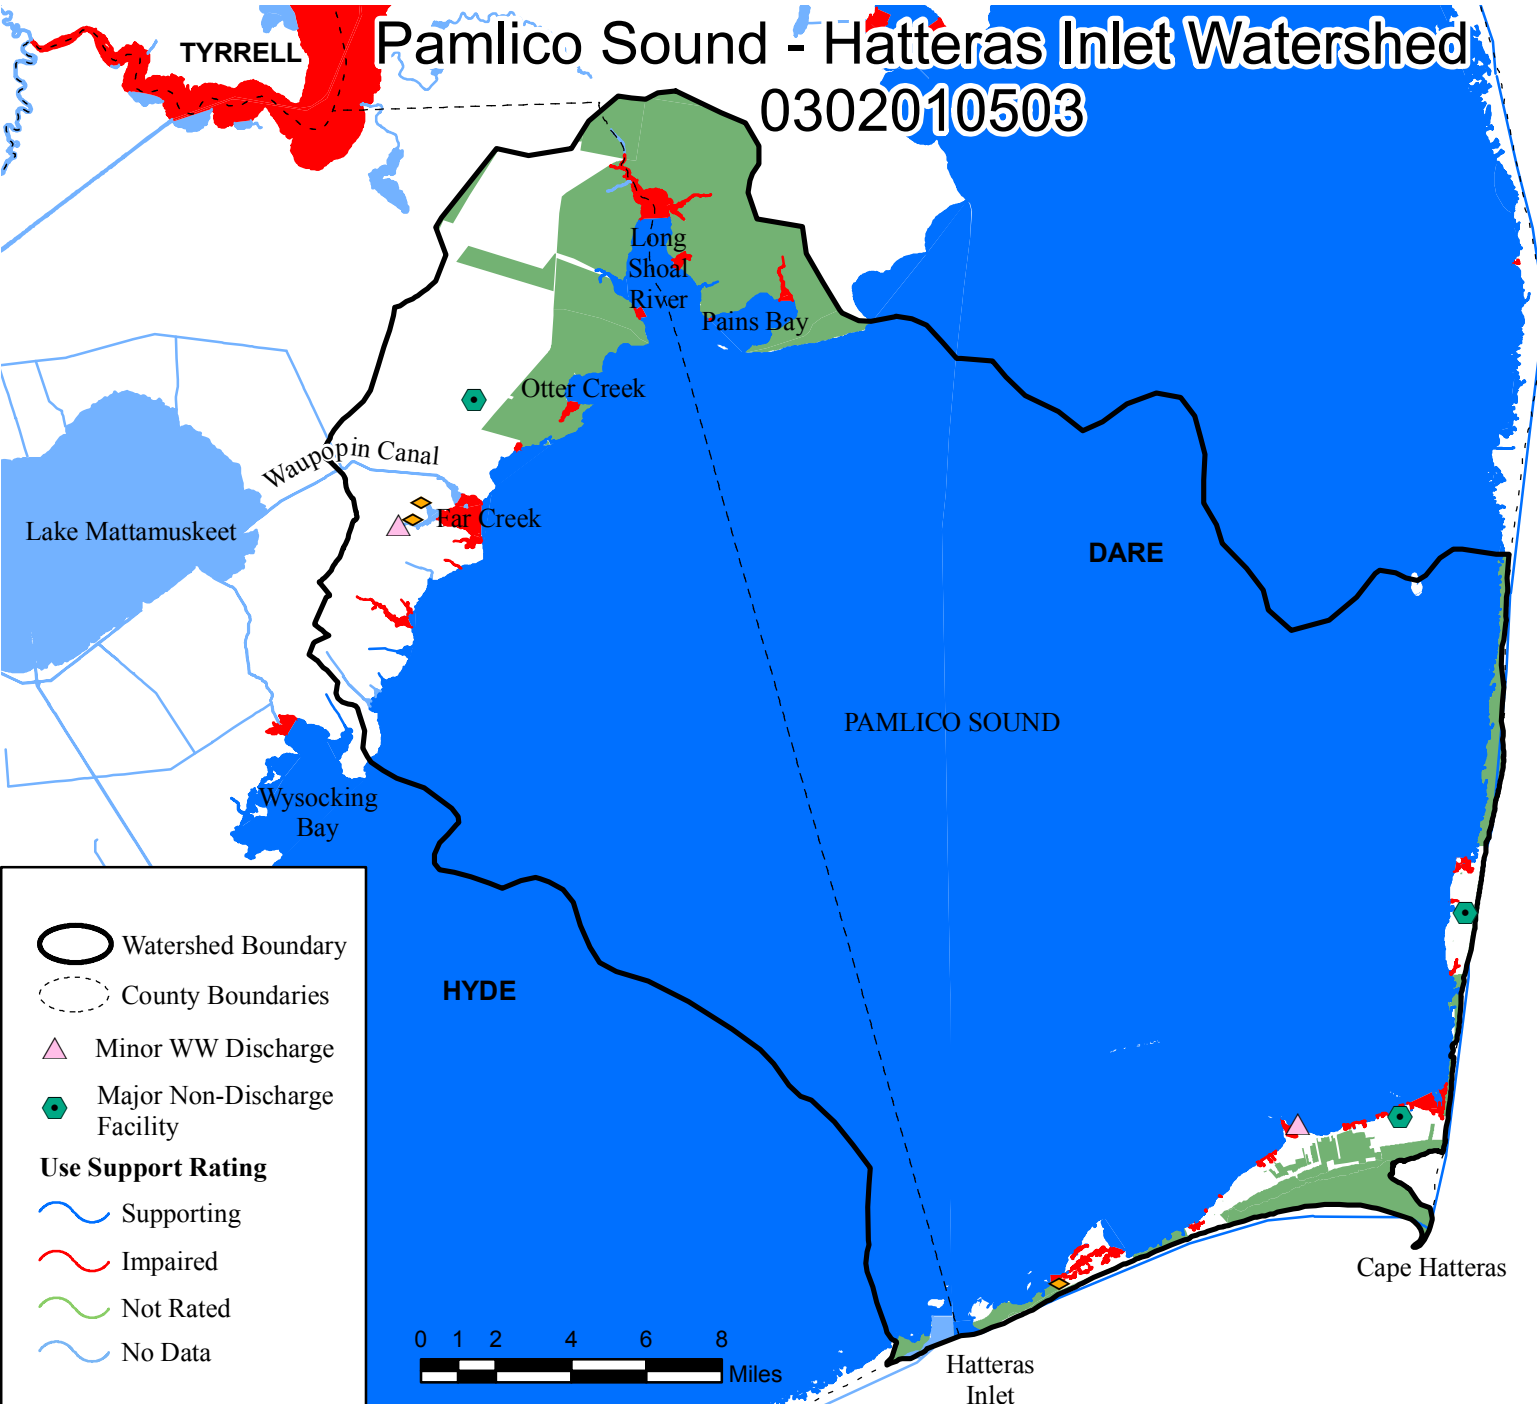 Pamlico Sound - Hatteras Inlet Watershed
0302010503
TYRRELL
Long
Shoal
River
Pains Bay
Otter Creek
Waupopin Canal
Lake Mattamuskeet
Far Creek
DARE
PAMLICO SOUND
Wysocking
Bay
HYDE
Cape Hatteras
Hatteras
Inlet
Watershed Boundary
County Boundaries
Minor WW Discharge
Major Non-Discharge
Facility
Use Support Rating
Supporting
Impaired
Not Rated
No Data
0 1 2 4 6 8
Miles